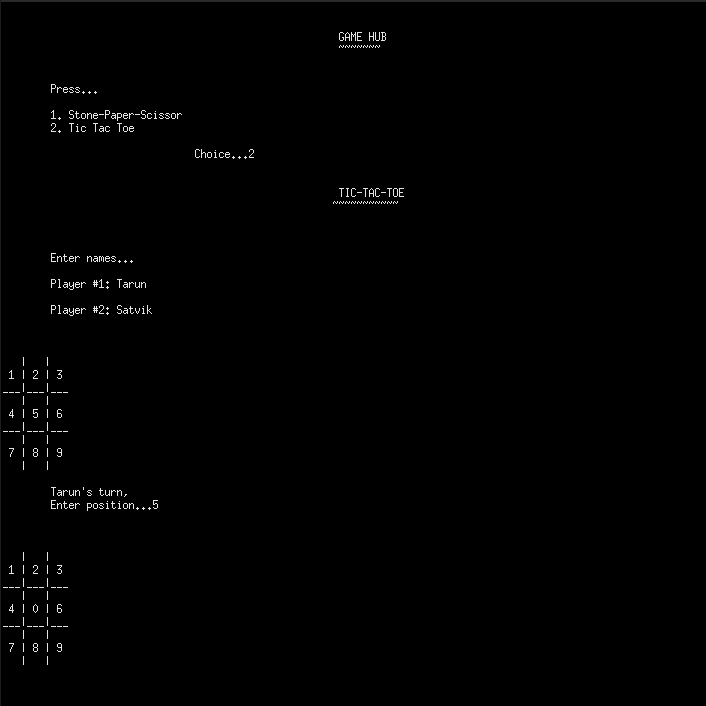 GAME HUB
~~~~~~~
Press...
1. Stone-Paper-Scissor
2. Tic Tac Toe
Choice...2
TIC-TAC-TOE
~~~~~~~~~~~
Enter names...
Player #1: Tarun
Player #2: Satvik
   |   |
 1 | 2 | 3
___|___|___
   |   |
 4 | 5 | 6
___|___|___
   |   |
 7 | 8 | 9
   |   |
Tarun's turn,
Enter position...5
   |   |
 1 | 2 | 3
___|___|___
   |   |
 4 | 0 | 6
___|___|___
   |   |
 7 | 8 | 9
   |   |